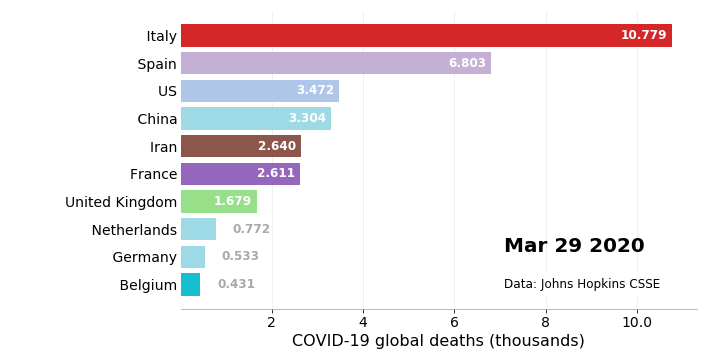 Italy 10.779
Spain 6.803
US 3.472
China 3.304
Iran 2.640
France 2.611
United Kingdom 1.679
Netherlands 0.772
Mar 29 2020
Germany 0.533
Belgium 0.431
Data: Johns Hopkins CSSE
2 4 6 8 10.0
COVID-19 global deaths (thousands)